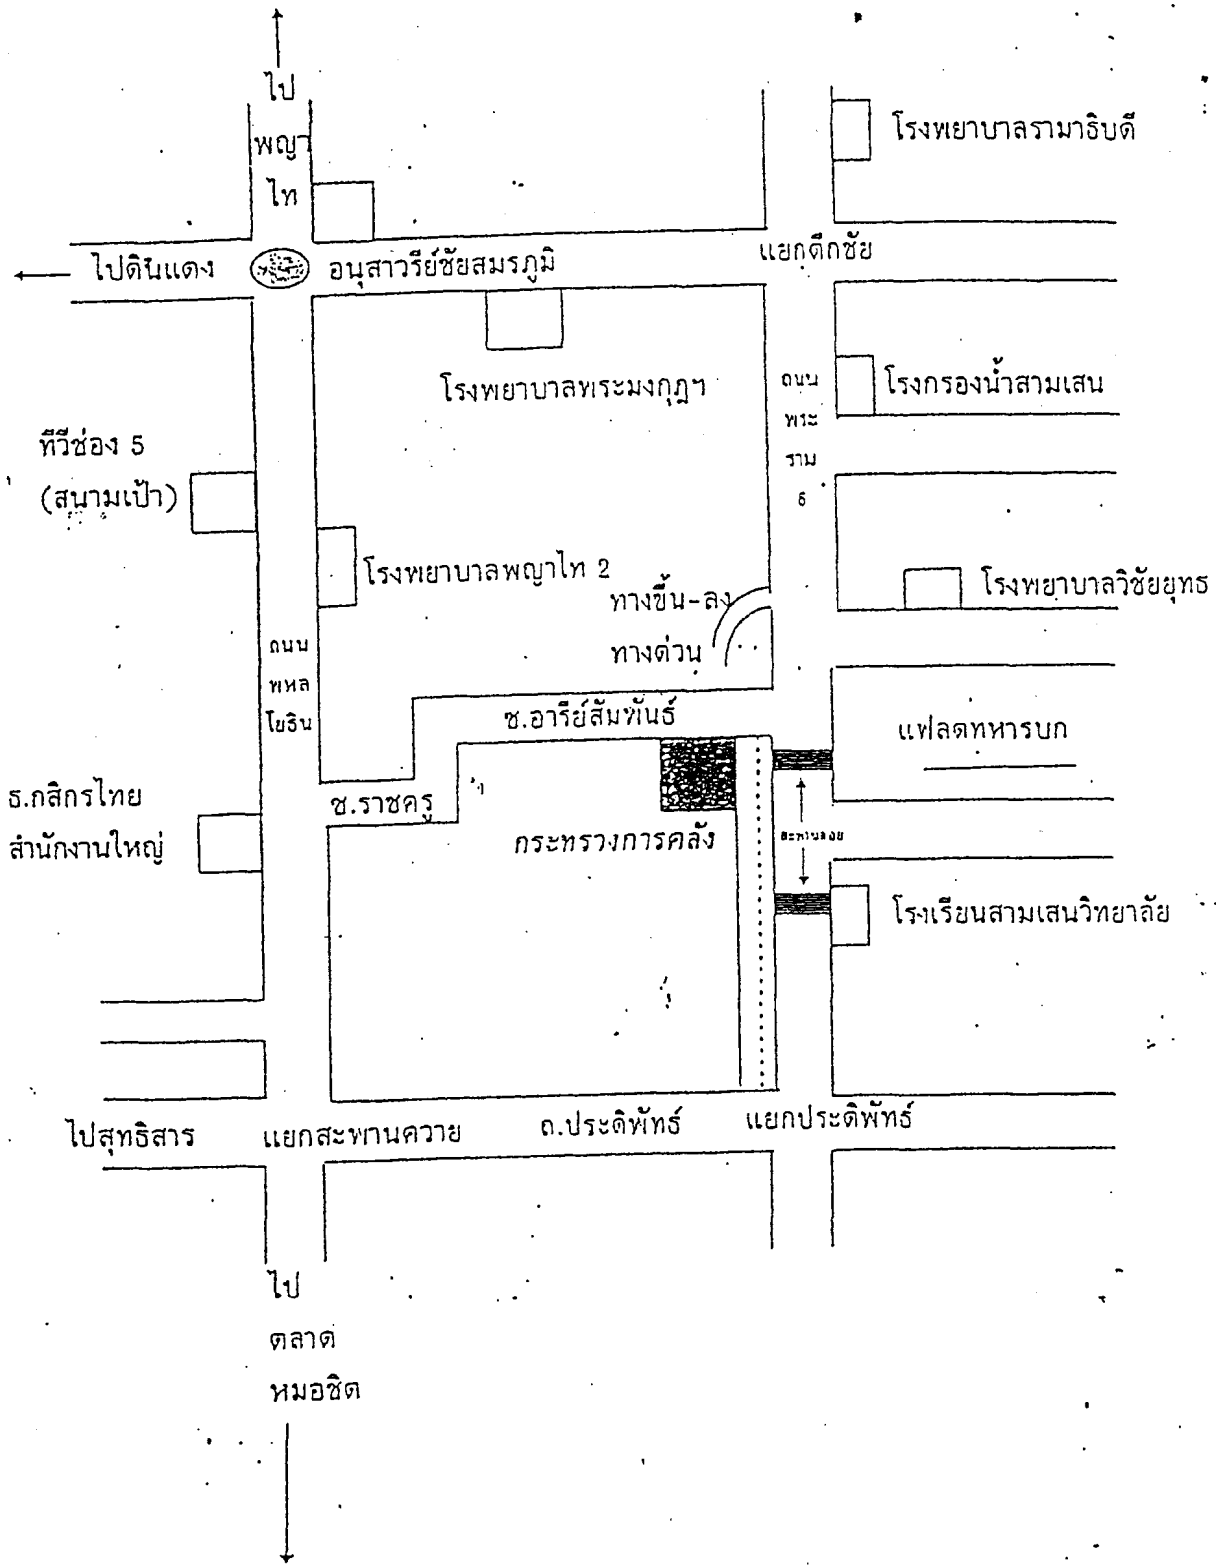 ไป
พญา
ไท
โรงพยาบาลรามาธิบดี
ไปดินแดง
อนุสาวรีย์ชัยสมรภูมิ
แยกตึกชัย
โรงพยาบาลพระมงกุฎฯ
ถนน
พระ
ราม
6
โรงกรองน้ำสามเสน
ทีวีช่อง 5
(สนามเป้า)
โรงพยาบาลพญาไท 2
ทางขึ้น-ลง
ทางด่วน
โรงพยาบาลวิชัยยุทธ
ถนน
พหล
โยธิน
ซ.อารีย์สัมพันธ์
แฟลตทหารบก
ธ.กสิกรไทย
สำนักงานใหญ่
ซ.ราชครู
กระทรวงการคลัง
สะพานลอย
โรงเรียนสามเสนวิทยาลัย
ไปสุทธิสาร
แยกสะพานควาย
ถ.ประดิพัทธ์
แยกประดิพัทธ์
ไป
ตลาด
หมอชิต